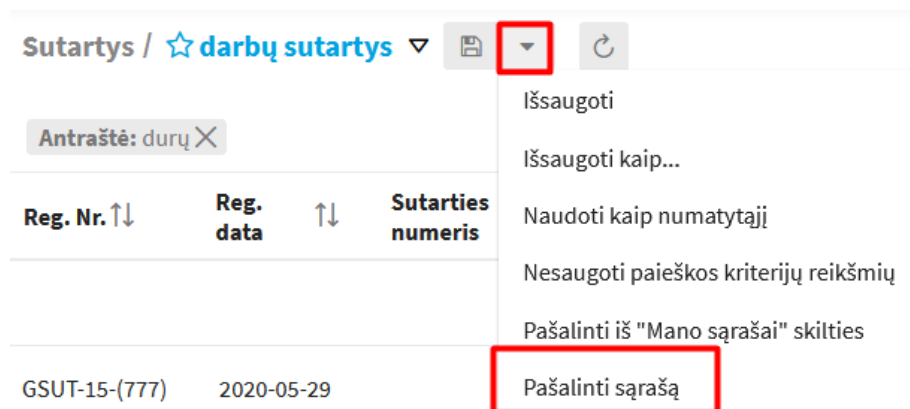 Sutartys / darbų sutartys
Išsaugoti
Antraštė: durų
Išsaugoti kaip...
Reg. Nr.
Reg. data
Sutarties numeris
Naudoti kaip numatytąjį
Nesaugoti paieškos kriterijų reikšmių
Pašalinti iš "Mano sąrašai" skilties
GSUT-15-(777) 2020-05-29
Pašalinti sąrašą